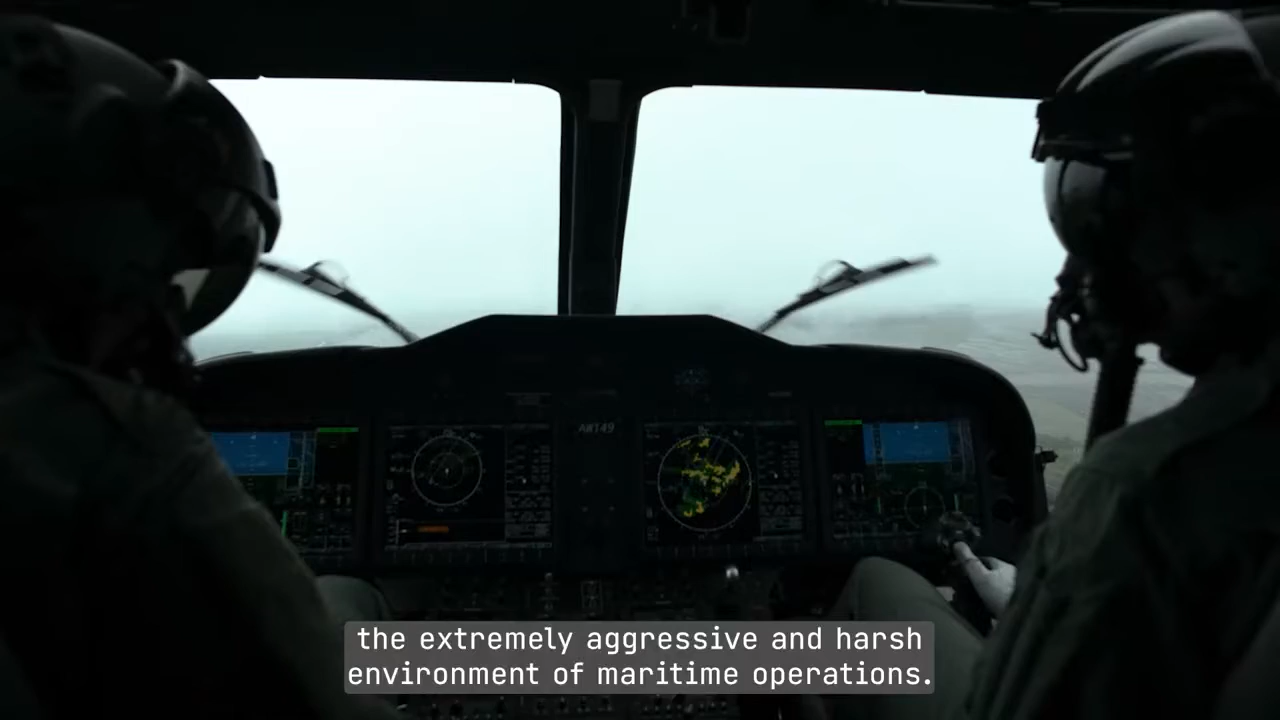 AW149
the extremely aggressive and harsh
environment of maritime operations.